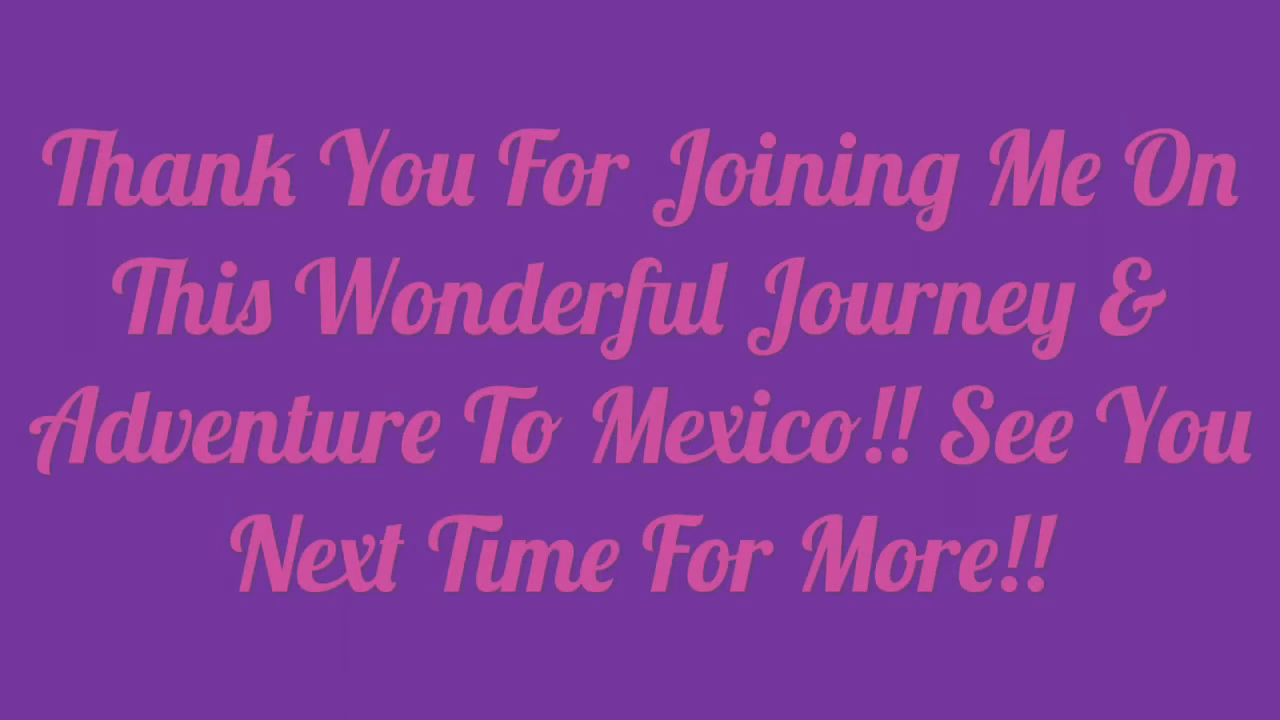 Thank You For Joining Me On
This Wonderful Journey &
Adventure To Mexico!! See You
Next Time For More!!